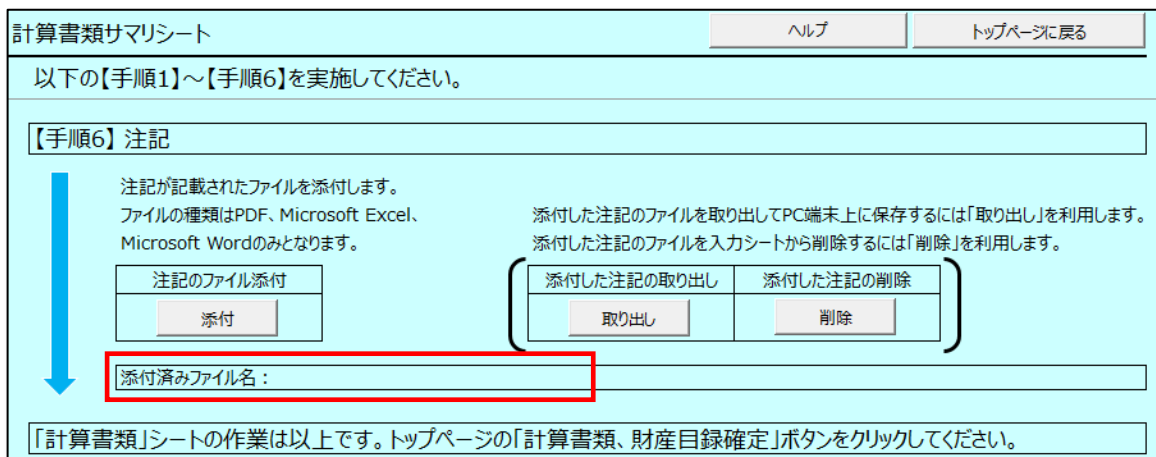 計算書類サマリシート
ヘルプ
トップページに戻る
以下の【手順1】～【手順6】を実施してください。
【手順6】 注記
注記が記載されたファイルを添付します。
ファイルの種類はPDF、Microsoft Excel、
Microsoft Wordのみとなります。
添付した注記のファイルを取り出してPC端末上に保存するには「取り出し」を利用します。
添付した注記のファイルを入力シートから削除するには「削除」を利用します。
注記のファイル添付
添付
添付した注記の取り出し
添付した注記の削除
取り出し
削除
添付済みファイル名：
「計算書類」シートの作業は以上です。トップページの「計算書類、財産目録確定」ボタンをクリックしてください。